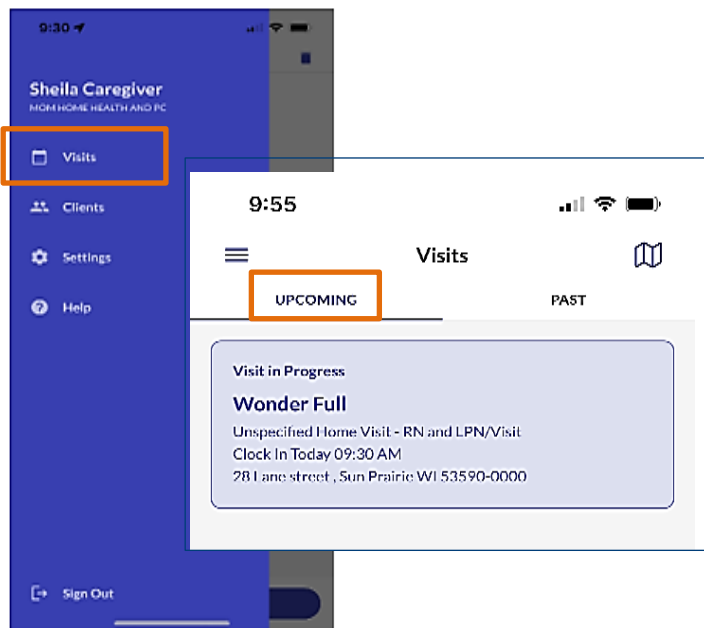 9:30
Sheila Caregiver
MOM HOME HEALTH AND PC
Visits
Clients
Settings
Help
Sign Out
9:55
Visits
UPCOMING
PAST
Visit in Progress
Wonder Full
Unspecified Home Visit - RN and LPN/Visit
Clock In Today 09:30 AM
28 Lane street , Sun Prairie WI 53590-0000